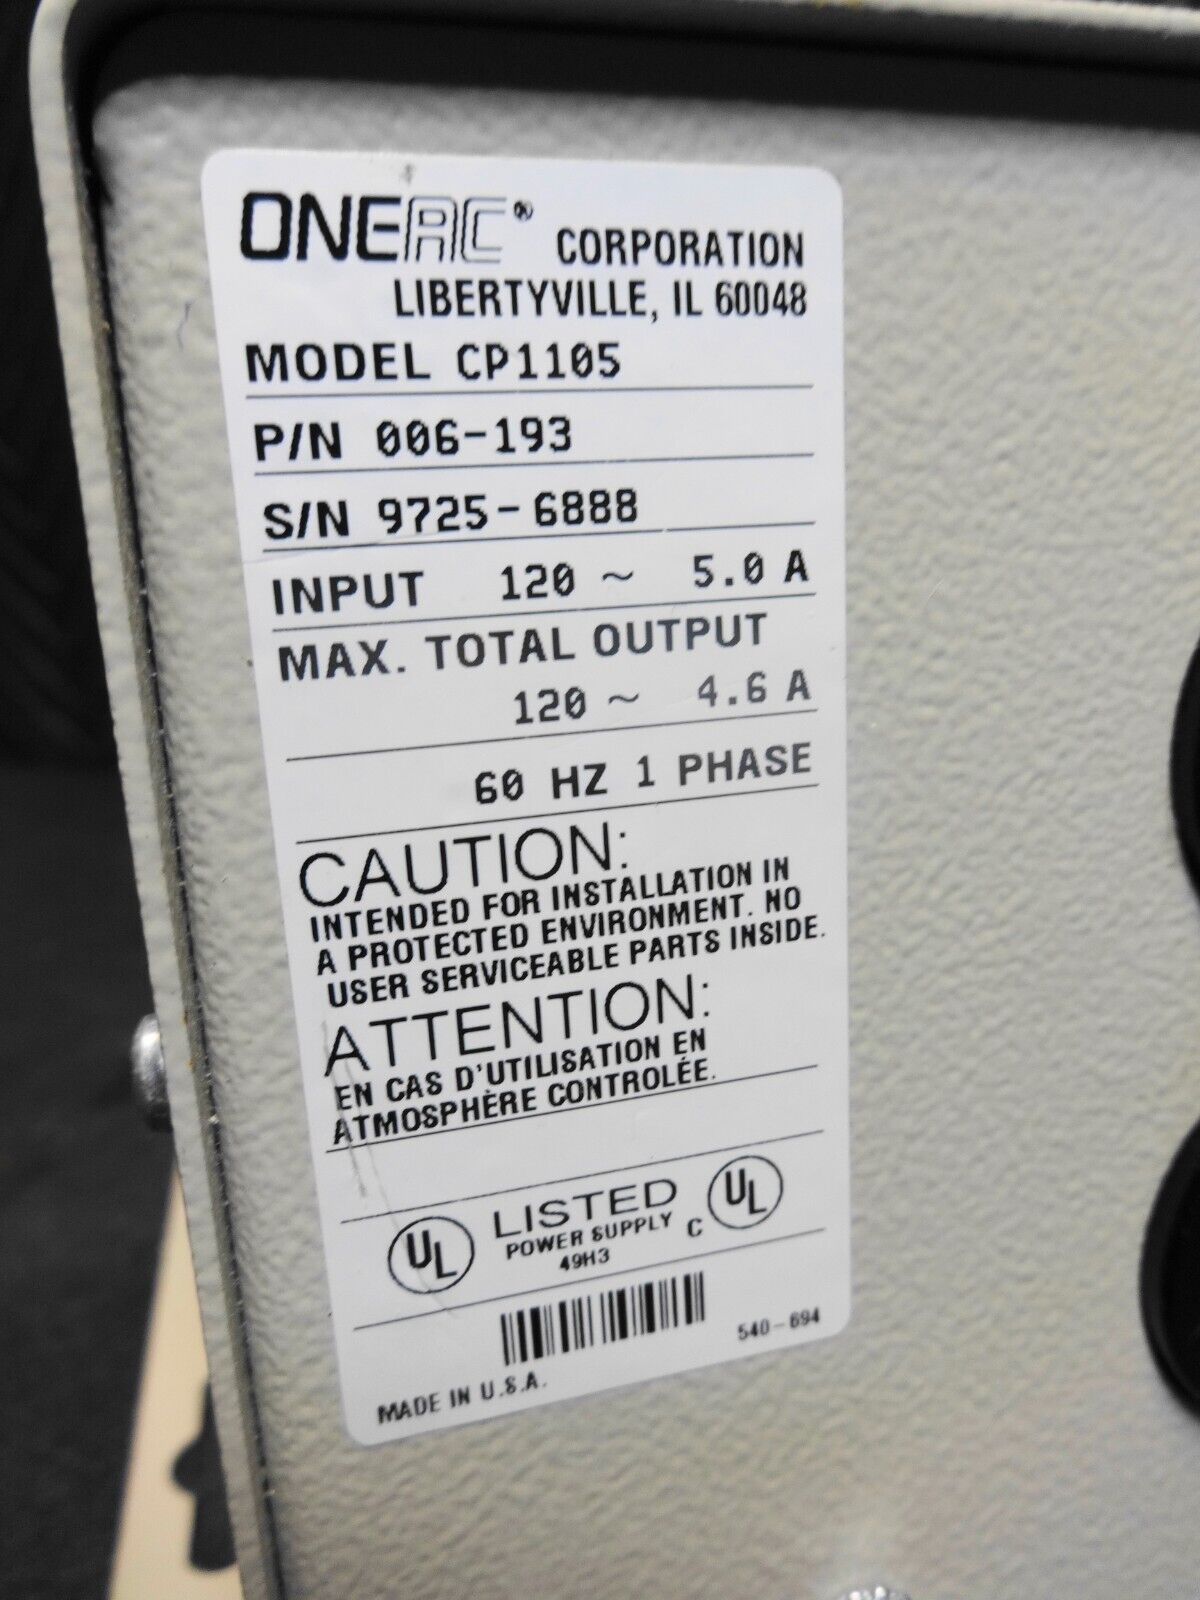 ONEAC® CORPORATION
LIBERTYVILLE, IL 60048
MODEL CP1105
P/N 006-193
S/N 9725-6888
INPUT 120 ~ 5.0 A
MAX. TOTAL OUTPUT
120 ~ 4.6 A
60 HZ 1 PHASE
CAUTION:
INTENDED FOR INSTALLATION IN
A PROTECTED ENVIRONMENT. NO
USER SERVICEABLE PARTS INSIDE.
ATTENTION:
EN CAS D'UTILISATION EN
ATMOSPHÈRE CONTROLÉE.
UL LISTED C UL
POWER SUPPLY
49H3
540-694
MADE IN U.S.A.